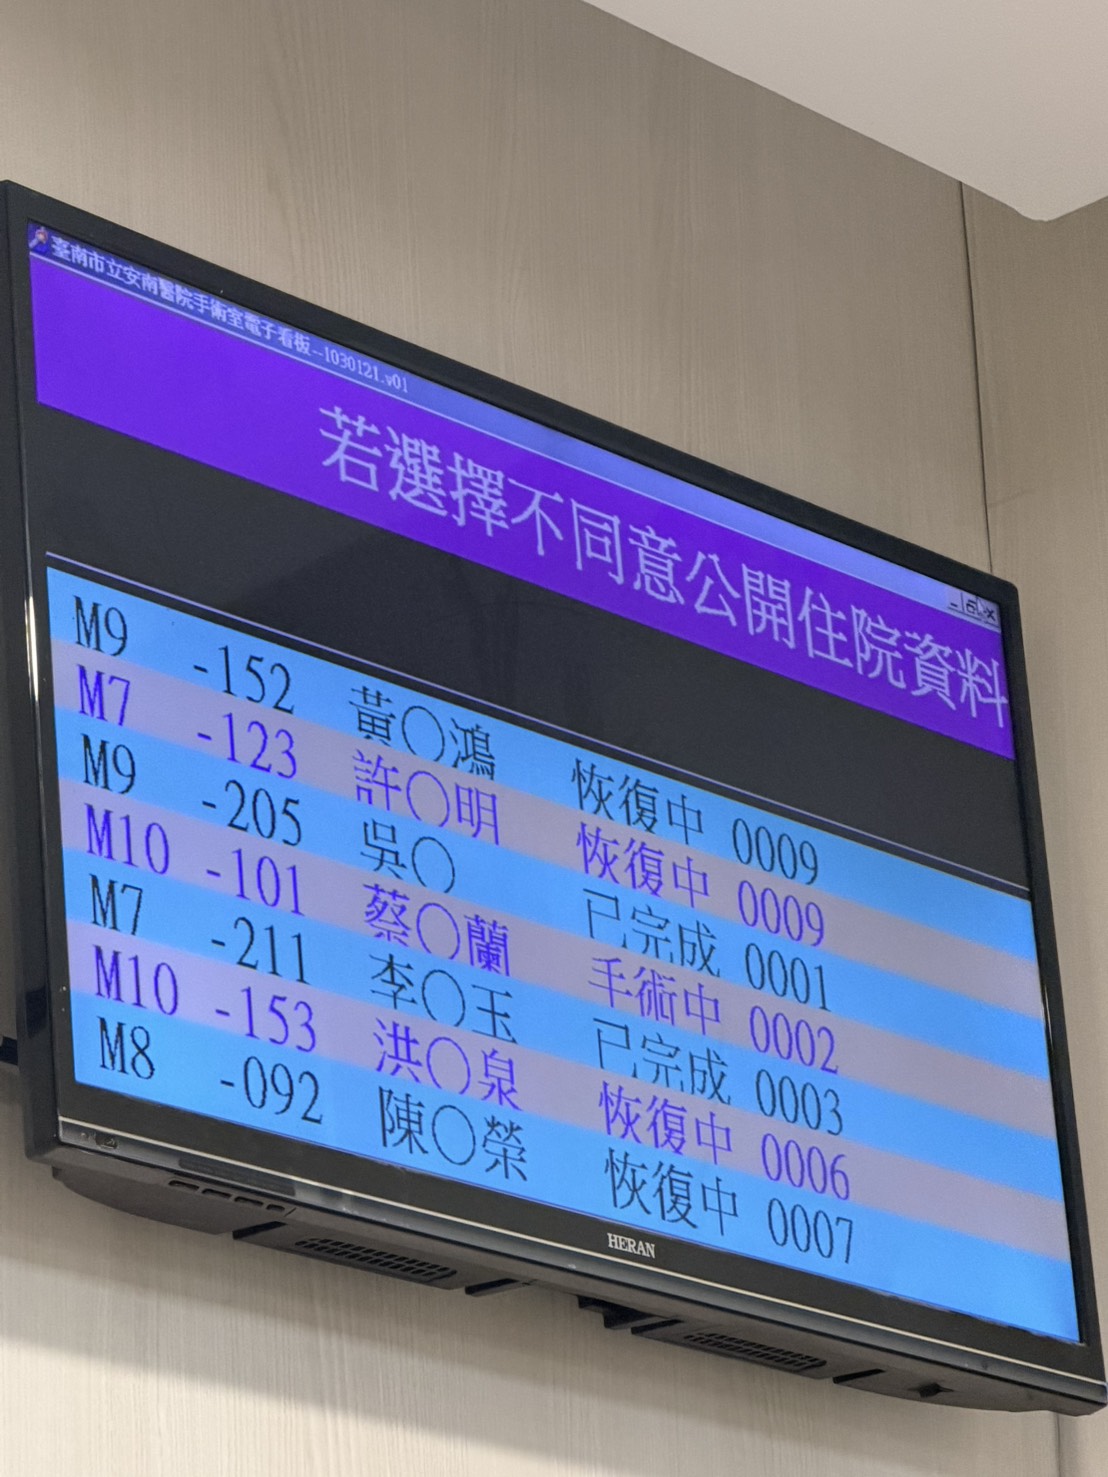 臺南市立安南醫院手術室電子看板--1030121.v01
若選擇不同意公開住院資料
M9 -152 黃○鴻 恢復中 0009
M7 -123 許○明 恢復中 0009
M9 -205 吳○ 已完成 0001
M10 -101 蔡○蘭 手術中 0002
M7 -211 李○玉 已完成 0003
M10 -153 洪○泉 恢復中 0006
M8 -092 陳○榮 恢復中 0007
HERAN